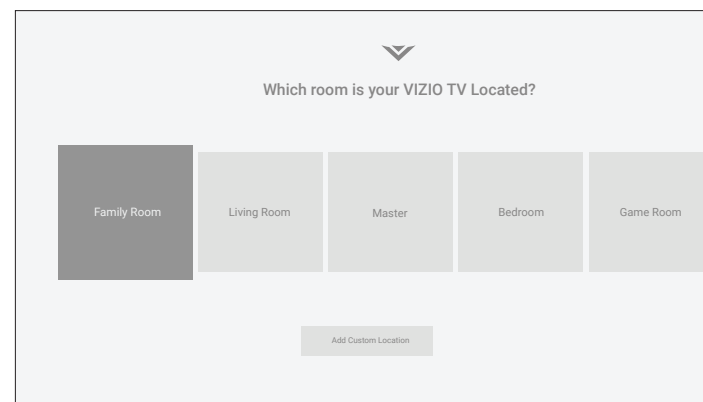 Which room is your VIZIO TV Located?
Family Room
Living Room
Master
Bedroom
Game Room
Add Custom Location